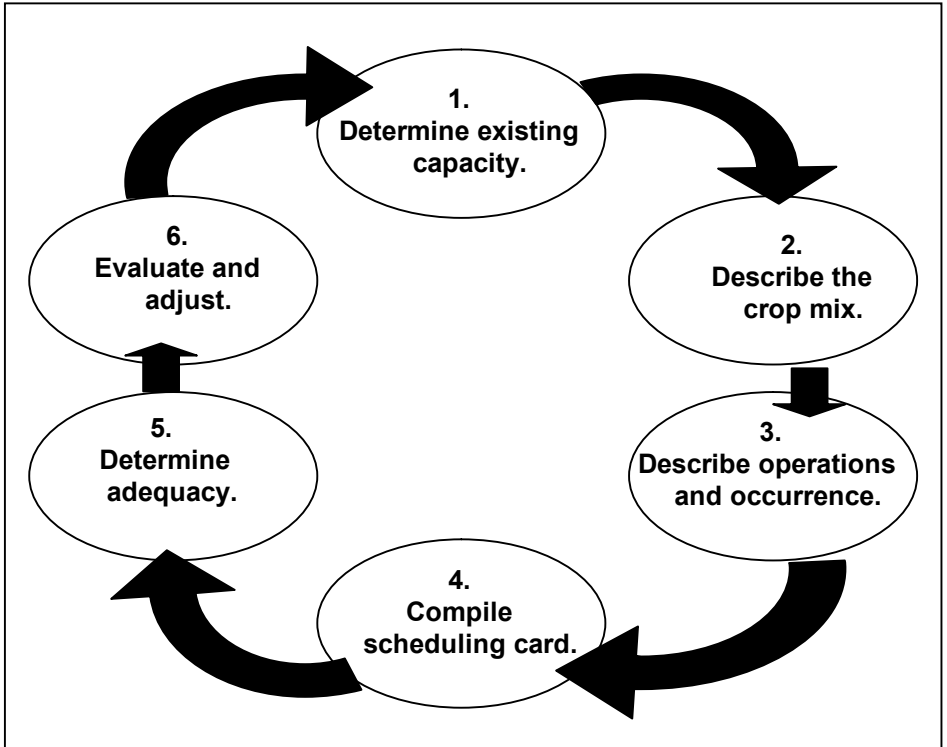 1.
Determine existing
capacity.
2.
Describe the
crop mix.
3.
Describe operations
and occurrence.
4.
Compile
scheduling card.
5.
Determine
adequacy.
6.
Evaluate and
adjust.